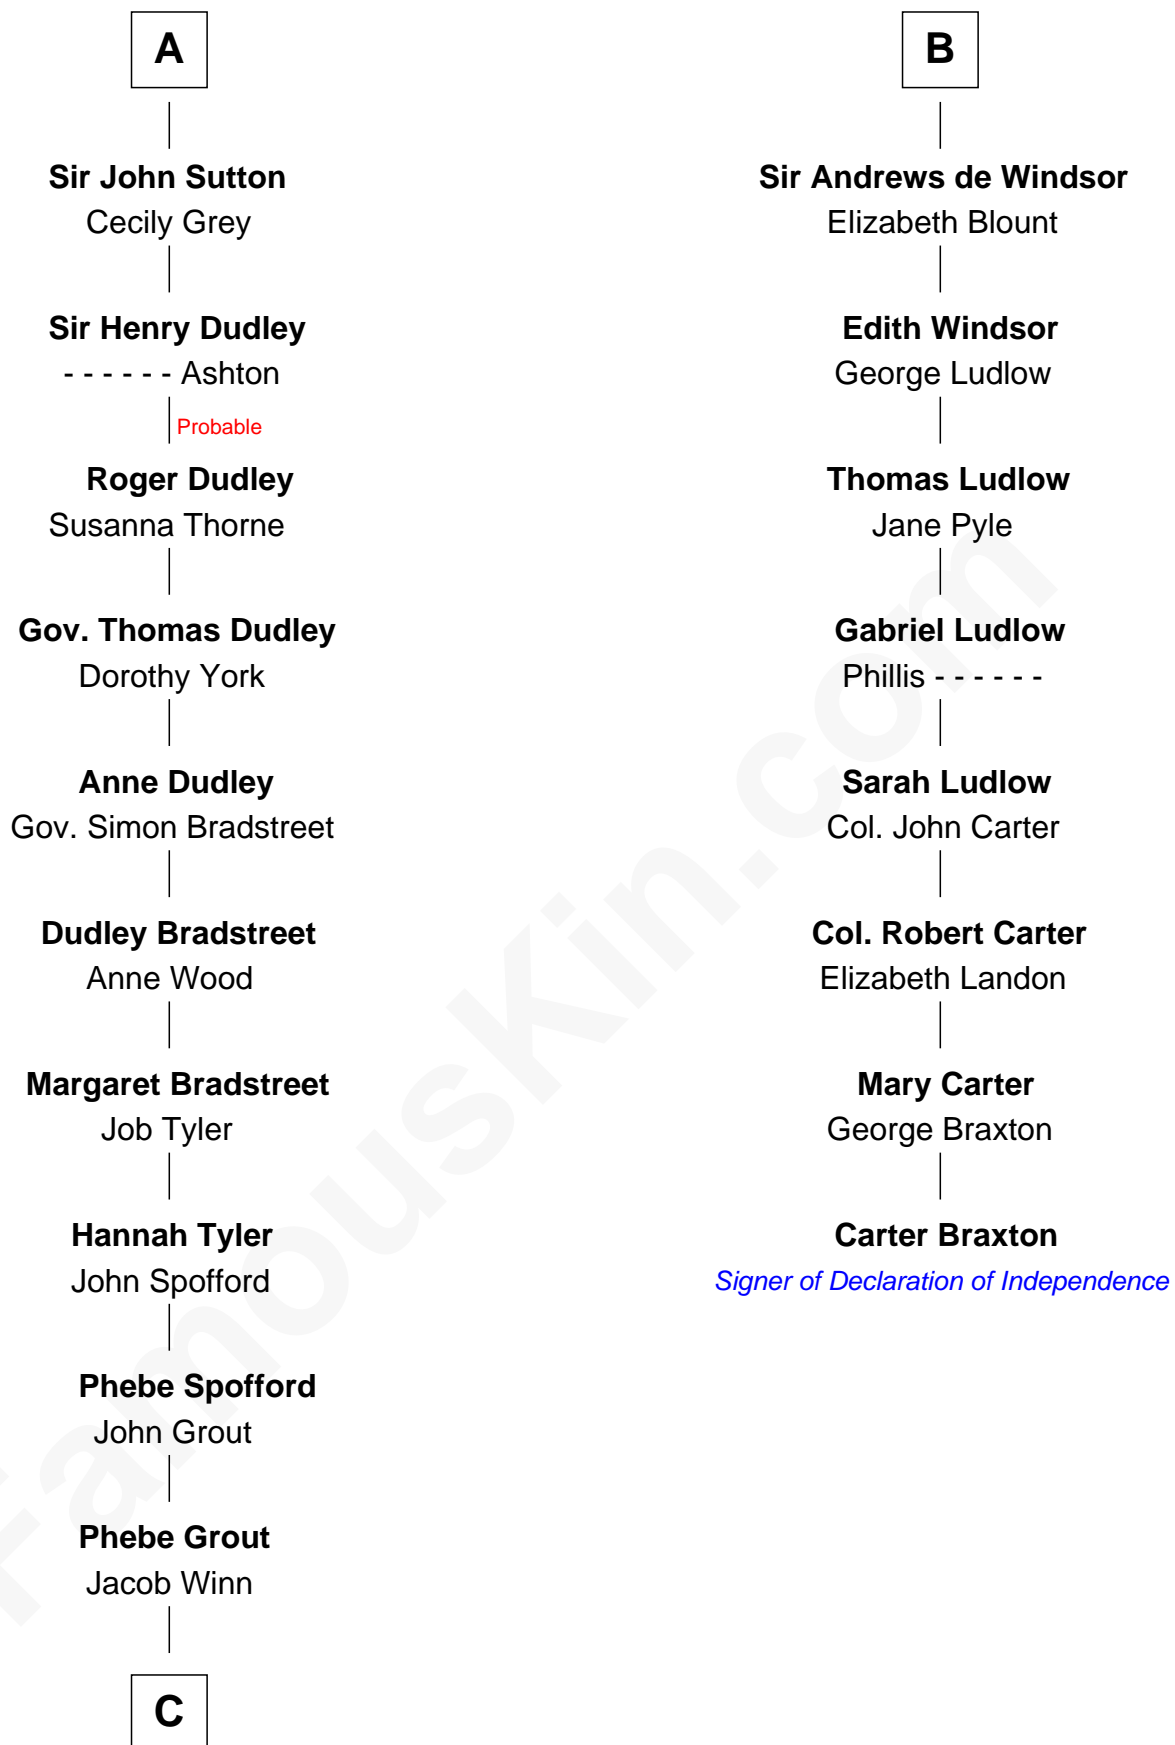 A
Sir John Sutton
Cecily Grey
Sir Henry Dudley
- - - - - - Ashton
Probable
Roger Dudley
Susanna Thorne
Gov. Thomas Dudley
Dorothy York
Anne Dudley
Gov. Simon Bradstreet
Dudley Bradstreet
Anne Wood
Margaret Bradstreet
Job Tyler
Hannah Tyler
John Spofford
Phebe Spofford
John Grout
Phebe Grout
Jacob Winn
C
B
Sir Andrews de Windsor
Elizabeth Blount
Edith Windsor
George Ludlow
Thomas Ludlow
Jane Pyle
Gabriel Ludlow
Phillis - - - - - -
Sarah Ludlow
Col. John Carter
Col. Robert Carter
Elizabeth Landon
Mary Carter
George Braxton
Carter Braxton
Signer of Declaration of Independence
FamousKin.com